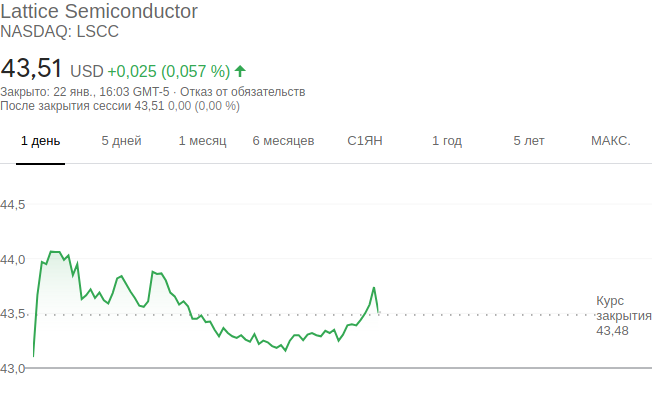 Lattice Semiconductor
NASDAQ: LSCC
43,51 USD +0,025 (0,057 %)
Закрыто: 22 янв., 16:03 GMT-5 · Отказ от обязательств
После закрытия сессии 43,51 0,00 (0,00 %)
1 день 5 дней 1 месяц 6 месяцев С1ЯН 1 год 5 лет МАКС.
44,5
44,0
43,5
43,0
Курс
закрытия
43,48